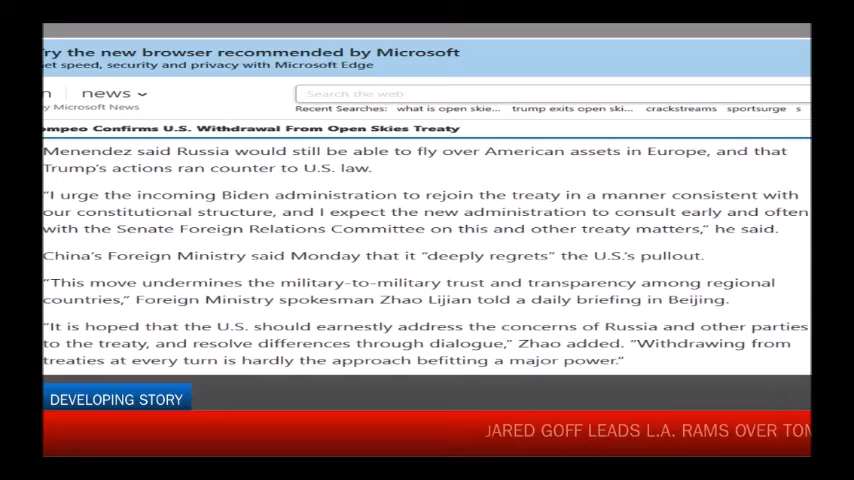 ry the new browser recommended by Microsoft
et speed, security and privacy with Microsoft Edge
n | news
y Microsoft News
Search the web
Recent Searches: what is open skie... trump exits open ski... crackstreams sportsurge s
ompeo Confirms U.S. Withdrawal From Open Skies Treaty
Menendez said Russia would still be able to fly over American assets in Europe, and that
Trump's actions ran counter to U.S. law.
"I urge the incoming Biden administration to rejoin the treaty in a manner consistent with
our constitutional structure, and I expect the new administration to consult early and often
with the Senate Foreign Relations Committee on this and other treaty matters," he said.
China's Foreign Ministry said Monday that it "deeply regrets" the U.S.'s pullout.
"This move undermines the military-to-military trust and transparency among regional
countries," Foreign Ministry spokesman Zhao Lijian told a daily briefing in Beijing.
"It is hoped that the U.S. should earnestly address the concerns of Russia and other parties
to the treaty, and resolve differences through dialogue," Zhao added. "Withdrawing from
treaties at every turn is hardly the approach befitting a major power."
DEVELOPING STORY
JARED GOFF LEADS L.A. RAMS OVER TOM